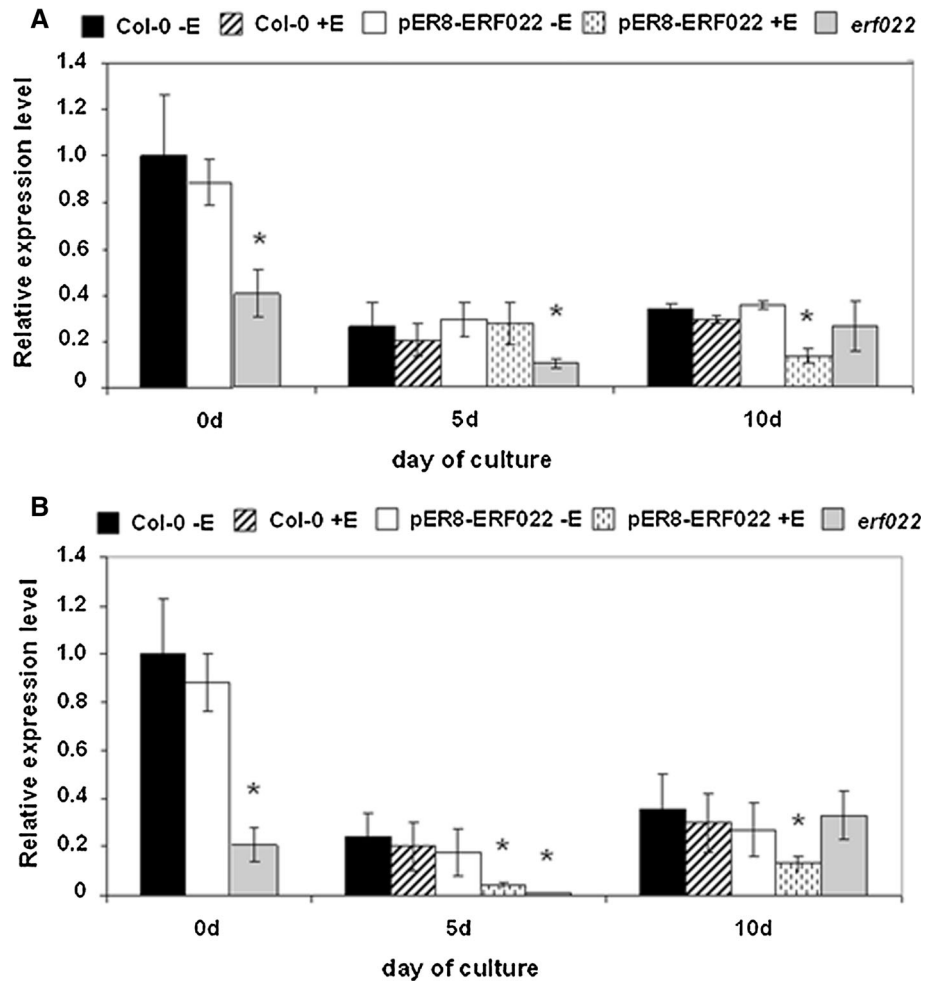 A
Col-0 -E Col-0 +E pER8-ERF022 -E pER8-ERF022 +E erf022
1.4
1.2
1.0
0.8
0.6
0.4
0.2
0
Relative expression level
*
*
*
0d 5d 10d
day of culture
B
Col-0 -E Col-0 +E pER8-ERF022 -E pER8-ERF022 +E erf022
1.4
1.2
1.0
0.8
0.6
0.4
0.2
0
Relative expression level
*
*
*
*
0d 5d 10d
day of culture